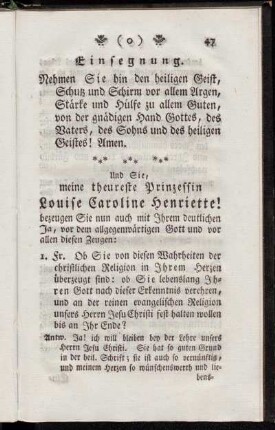 ( o ) 47
Einsegnung.
Nehmen Sie hin den heiligen Geist,
Schutz und Schirm vor allem Argen,
Stärke und Hülfe zu allem Guten,
von der gnädigen Hand Gottes, des
Vaters, des Sohns und des heiligen
Geistes! Amen.
*** *** ***
Und Sie,
meine theureste Prinzessin
Louise Caroline Henriette!
bezeugen Sie nun auch mit Ihrem deutlichen
Ja, vor dem allgegenwärtigen Gott und vor
allen diesen Zeugen:
1. Fr. Ob Sie von diesen Wahrheiten der
christlichen Religion in Ihrem Herzen
überzeugt sind: ob Sie lebenslang Ih-
ren Gott nach dieser Erkenntnis verehren,
und an der reinen evangelischen Religion
unsers Herrn Jesu Christi fest halten wollen
bis an Ihr Ende?
Antw. Ja! ich will bleiben bey der Lehre unsers
Herrn Jesu Christi. Sie hat so guten Grund
in der heil. Schrift; sie ist auch so vernünftig,
und meinem Herzen so wünschenswerth und lie-
bens-